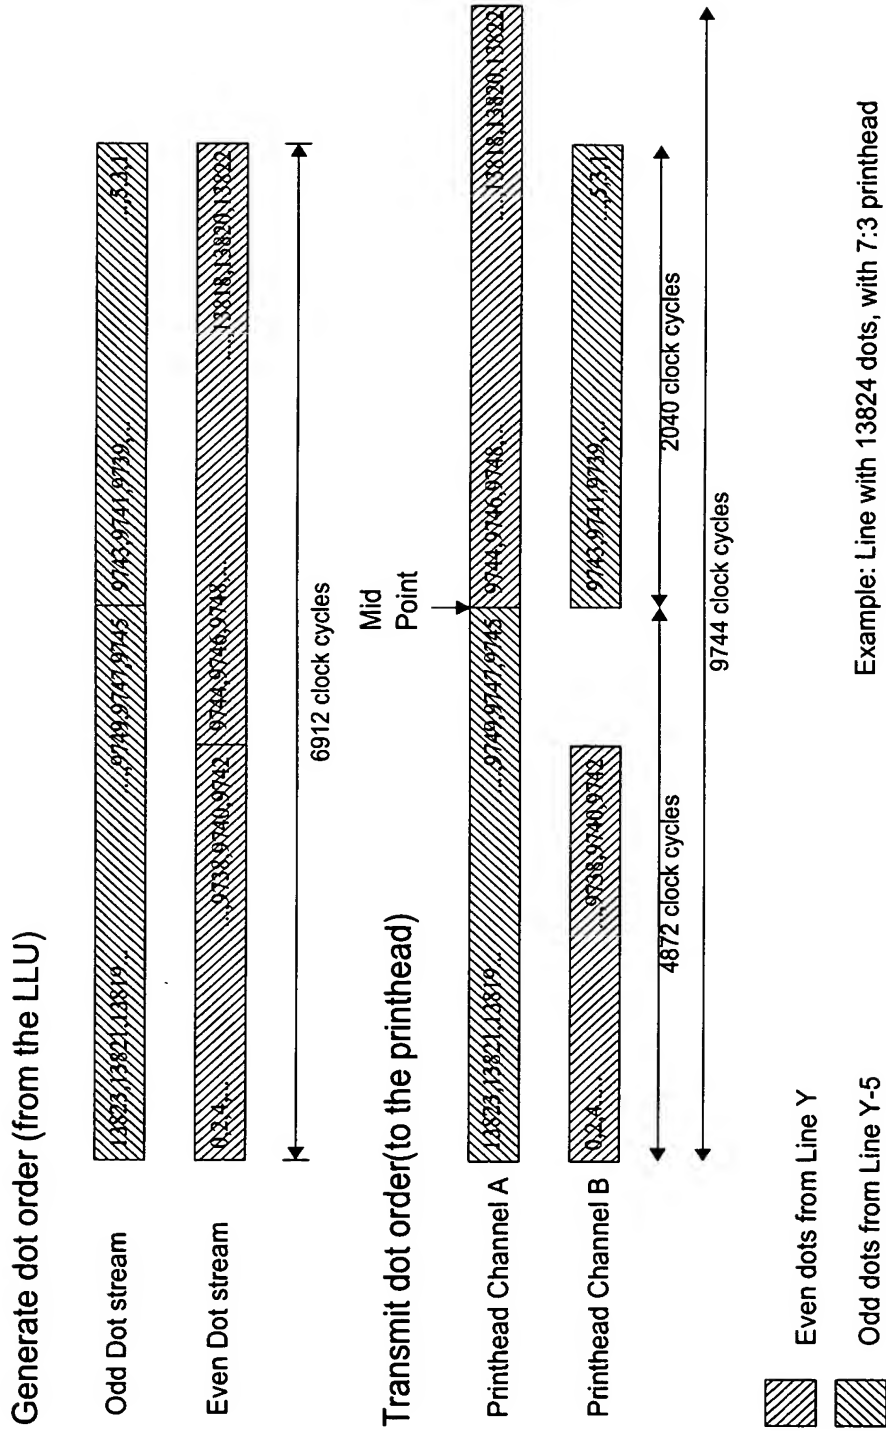 Generate dot order (from the LLU)
Odd Dot stream
13823,13821,13819... ...,9749,9747,9745 9743,9741,9739,... ...,5,3,1
Even Dot stream
0,2,4,... ...,9738,9740,9742 9744,9746,9748,... ....,13818,13820,13822
6912 clock cycles
Transmit dot order(to the printhead)
Mid
Point
Printhead Channel A
13823,13821,13819... ...,9749,9747,9745 9744,9746,9748,... ....,13818,13820,13822
Printhead Channel B
0,2,4,... ...,9738,9740,9742 9743,9741,9739,... ...,5,3,1
4872 clock cycles
2040 clock cycles
9744 clock cycles
Even dots from Line Y
Odd dots from Line Y-5
Example: Line with 13824 dots, with 7:3 printhead